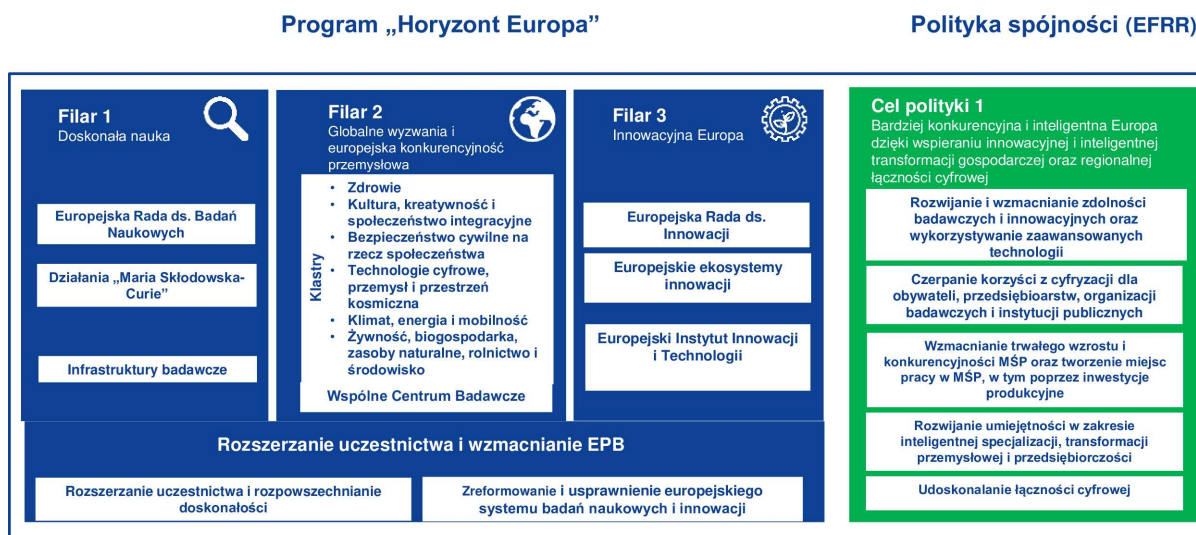 Program „Horyzont Europa”
Polityka spójności (EFRR)
Filar 1
Doskonała nauka
Europejska Rada ds. Badań
Naukowych
Działania „Maria Skłodowska-
Curie”
Infrastruktury badawcze
Filar 2
Globalne wyzwania i
europejska konkurencyjność
przemysłowa
Klastry
• Zdrowie
• Kultura, kreatywność i
społeczeństwo integracyjne
• Bezpieczeństwo cywilne na
rzecz społeczeństwa
• Technologie cyfrowe,
przemysł i przestrzeń
kosmiczna
• Klimat, energia i mobilność
• Żywność, biogospodarka,
zasoby naturalne, rolnictwo i
środowisko
Wspólne Centrum Badawcze
Filar 3
Innowacyjna Europa
Europejska Rada ds.
Innowacji
Europejskie ekosystemy
innowacji
Europejski Instytut Innowacji
i Technologii
Rozszerzanie uczestnictwa i wzmacnianie EPB
Rozszerzanie uczestnictwa i rozpowszechnianie
doskonałości
Zreformowanie i usprawnienie europejskiego
systemu badań naukowych i innowacji
Cel polityki 1
Bardziej konkurencyjna i inteligentna Europa
dzięki wspieraniu innowacyjnej i inteligentnej
transformacji gospodarczej oraz regionalnej
łączności cyfrowej
Rozwijanie i wzmacnianie zdolności
badawczych i innowacyjnych oraz
wykorzystywanie zaawansowanych
technologii
Czerpanie korzyści z cyfryzacji dla
obywateli, przedsiębioarstw, organizacji
badawczych i instytucji publicznych
Wzmacnianie trwałego wzrostu i
konkurencyjności MŚP oraz tworzenie miejsc
pracy w MŚP, w tym poprzez inwestycje
produkcyjne
Rozwijanie umiejętności w zakresie
inteligentnej specjalizacji, transformacji
przemysłowej i przedsiębiorczości
Udoskonalanie łączności cyfrowej